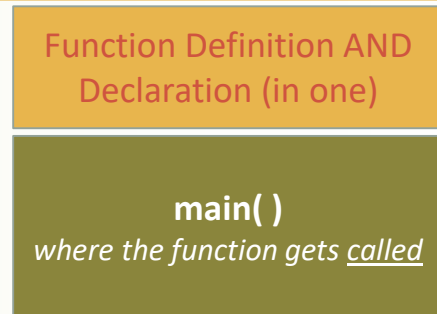 Function Definition AND
Declaration (in one)
main( )
where the function gets called